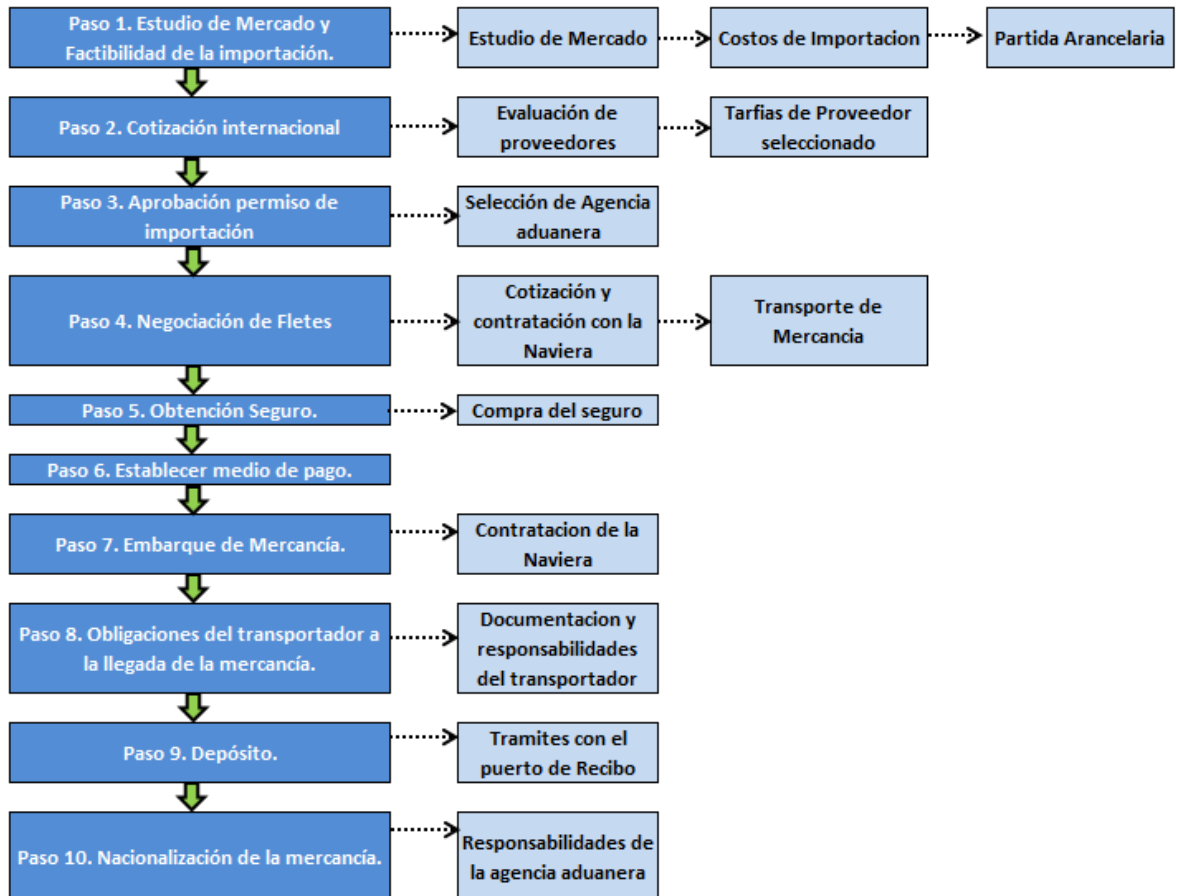 Paso 1. Estudio de Mercado y
Factibilidad de la importación.
Estudio de Mercado
Costos de Importacion
Partida Arancelaria
Paso 2. Cotización internacional
Evaluación de
proveedores
Tarfias de Proveedor
seleccionado
Paso 3. Aprobación permiso de
importación
Selección de Agencia
aduanera
Paso 4. Negociación de Fletes
Cotización y
contratación con la
Naviera
Transporte de
Mercancia
Paso 5. Obtención Seguro.
Compra del seguro
Paso 6. Establecer medio de pago.
Paso 7. Embarque de Mercancía.
Contratacion de la
Naviera
Paso 8. Obligaciones del transportador a
la llegada de la mercancía.
Documentacion y
responsabilidades
del transportador
Paso 9. Depósito.
Tramites con el
puerto de Recibo
Paso 10. Nacionalización de la mercancía.
Responsabilidades de
la agencia aduanera